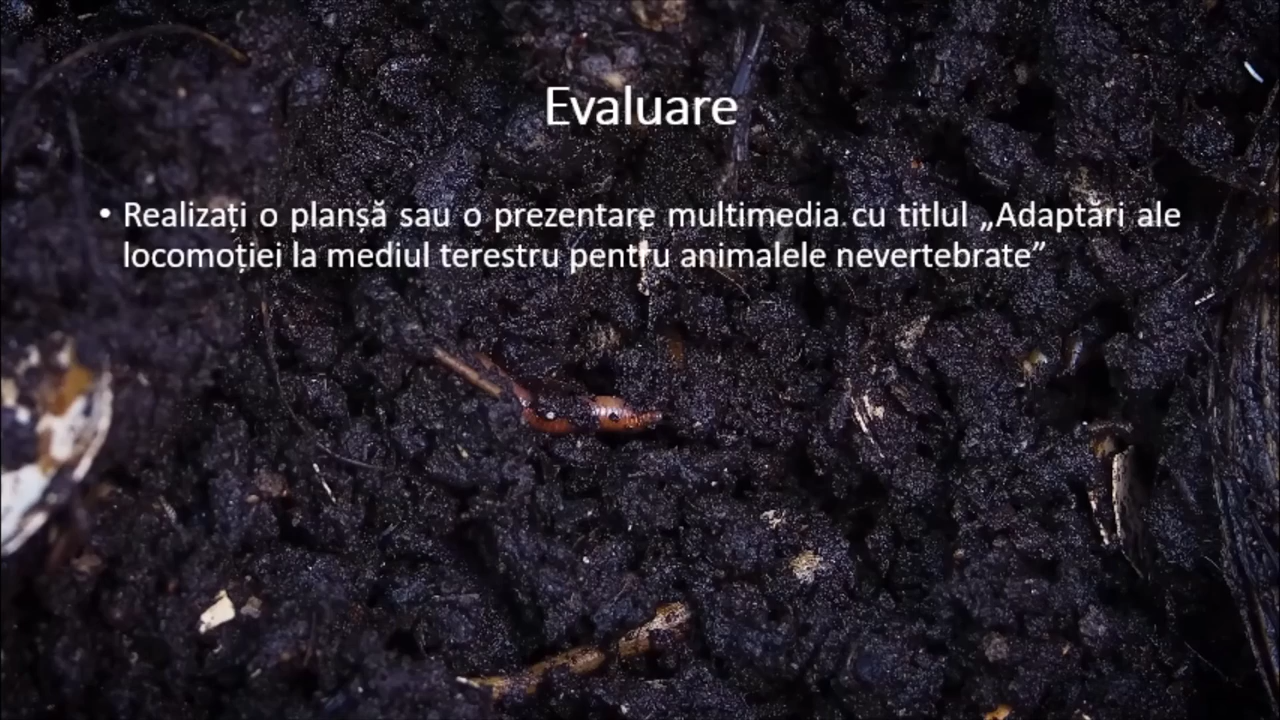 Evaluare
• Realizați o planșă sau o prezentare multimedia cu titlul „Adaptări ale
locomoției la mediul terestru pentru animalele nevertebrate”